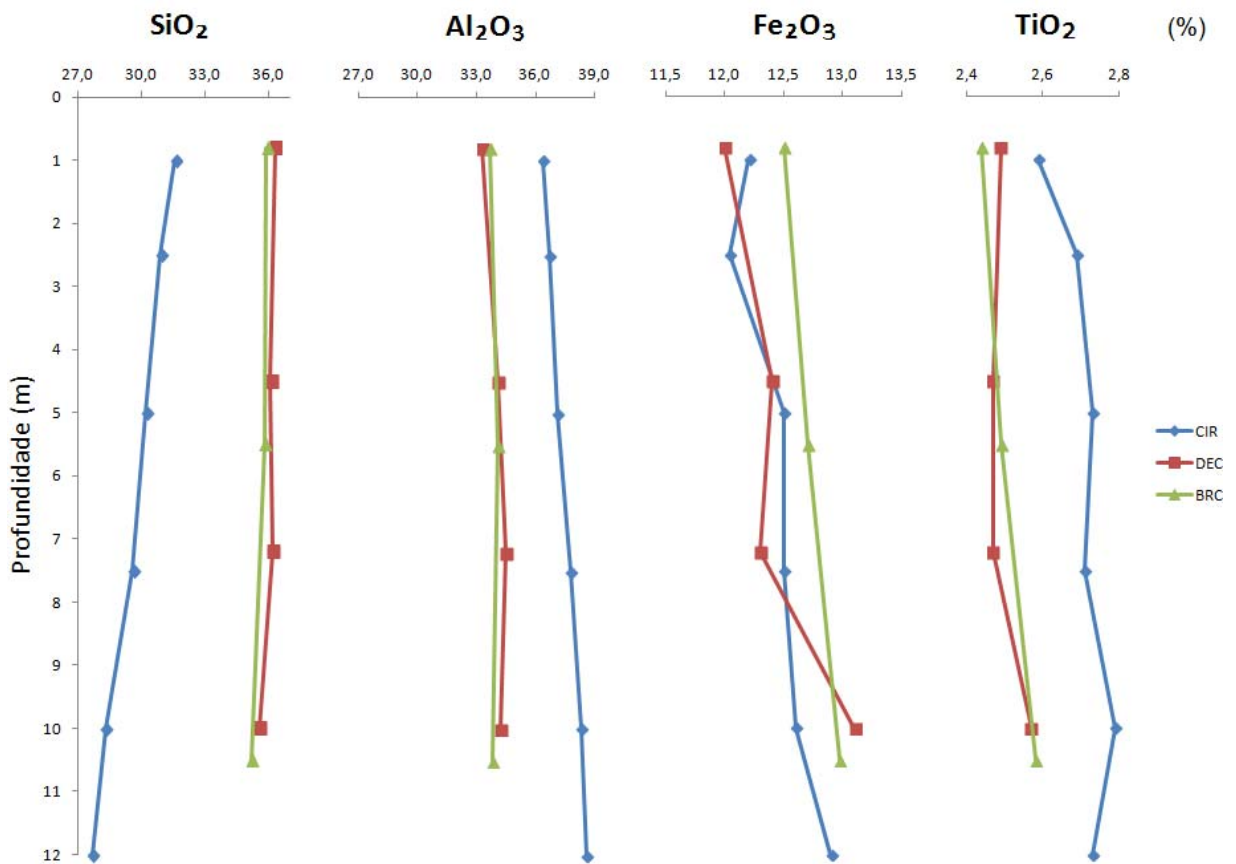 SiO₂ Al₂O₃ Fe₂O₃ TiO₂ (%)
27,0 30,0 33,0 36,0 27,0 30,0 33,0 36,0 39,0 11,5 12,0 12,5 13,0 13,5 2,4 2,6 2,8
0
1
2
3
4
5
6
7
8
9
10
11
12
Profundidade (m)
CIR
DEC
BRC